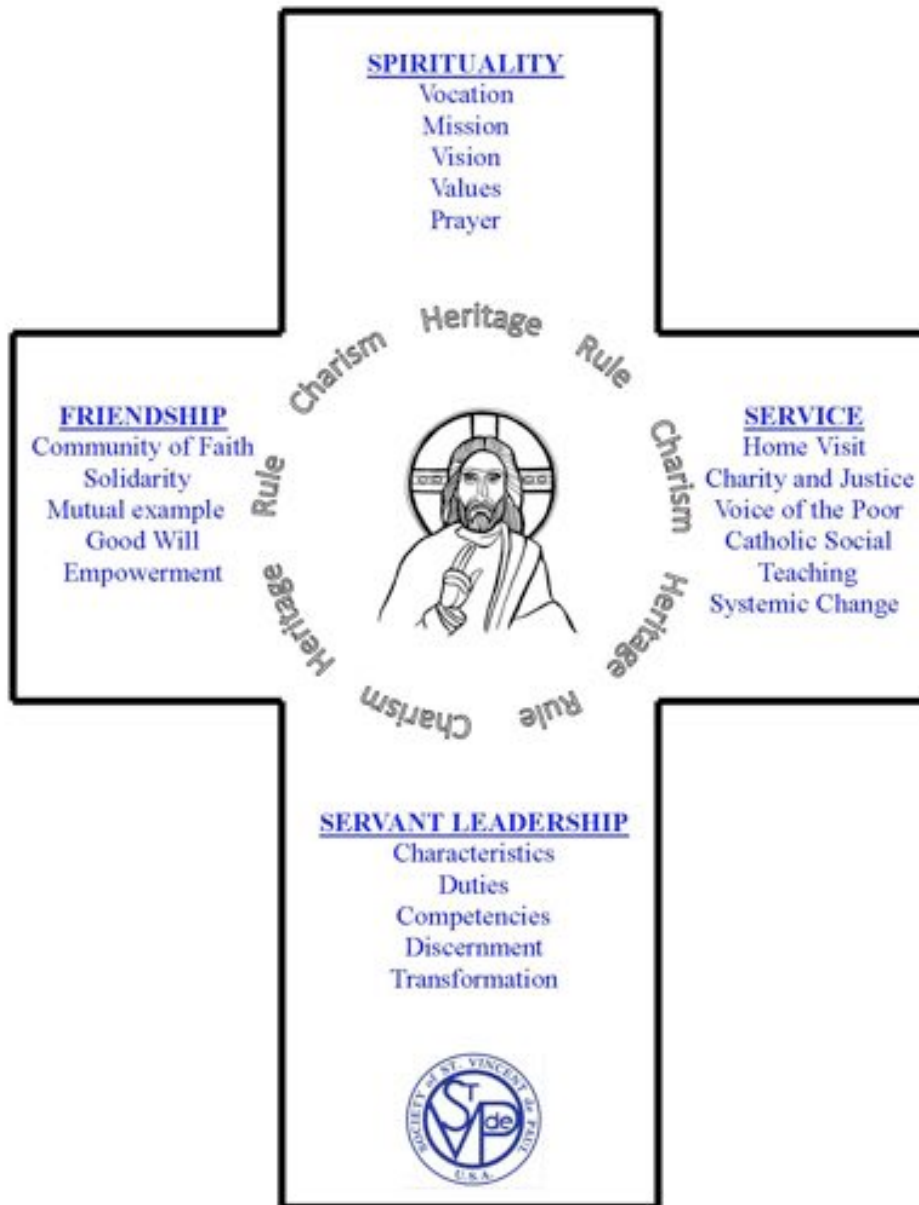 SPIRITUALITY
Vocation
Mission
Vision
Values
Prayer
Heritage
Rule
Charism
Heritage
Rule
Charism
Heritage
Rule
Charism
FRIENDSHIP
Community of Faith
Solidarity
Mutual example
Good Will
Empowerment
SERVICE
Home Visit
Charity and Justice
Voice of the Poor
Catholic Social
Teaching
Systemic Change
SERVANT LEADERSHIP
Characteristics
Duties
Competencies
Discernment
Transformation
SOCIETY of ST. VINCENT de PAUL
U.S.A.
ST
V
P
de